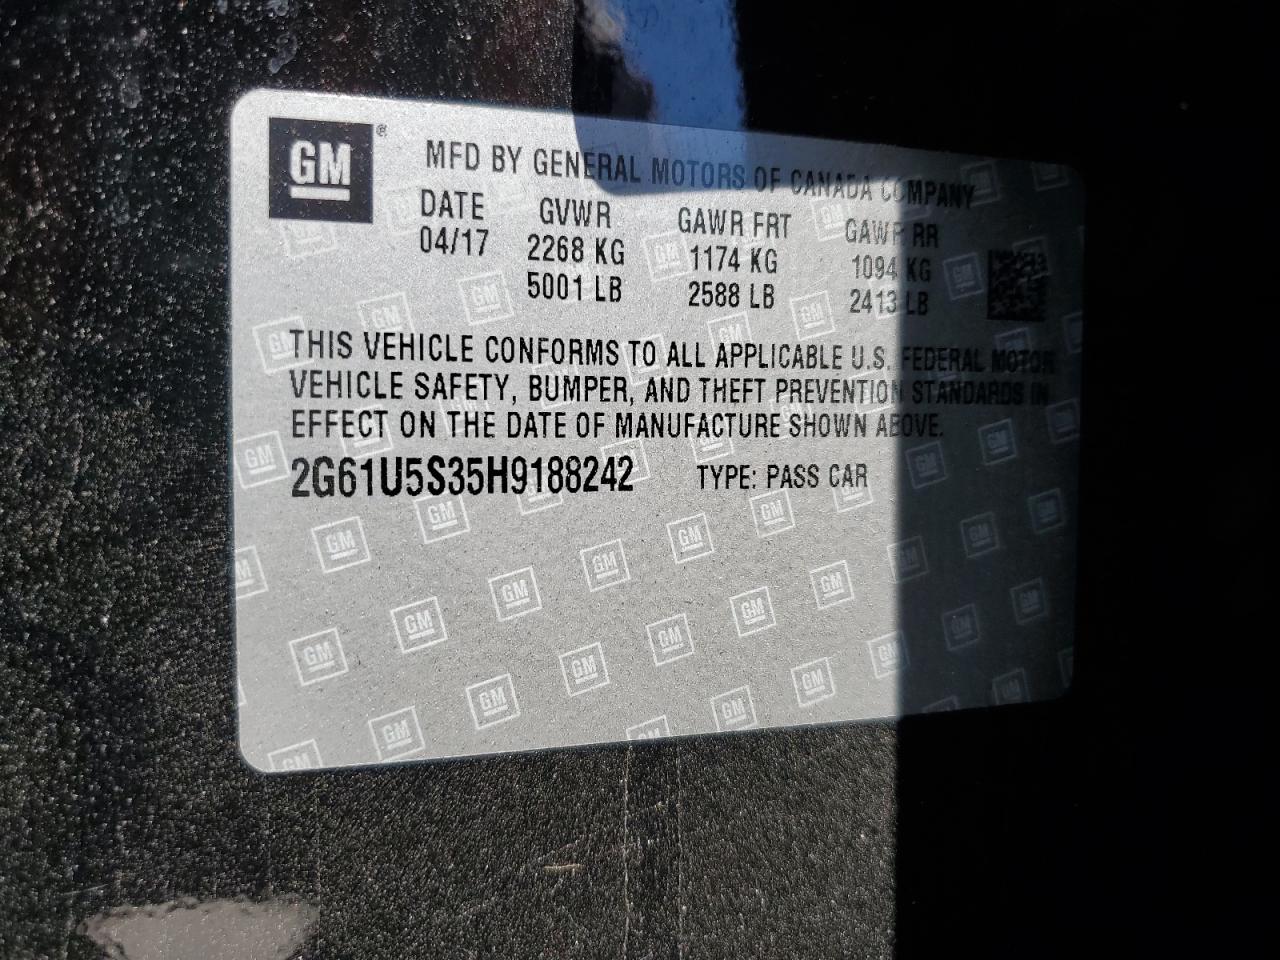 GM®
MFD BY GENERAL MOTORS OF CANADA COMPANY
DATE GVWR GAWR FRT GAWR RR
04/17 2268 KG 1174 KG 1094 KG
5001 LB 2588 LB 2413 LB
THIS VEHICLE CONFORMS TO ALL APPLICABLE U.S. FEDERAL MOTOR
VEHICLE SAFETY, BUMPER, AND THEFT PREVENTION STANDARDS IN
EFFECT ON THE DATE OF MANUFACTURE SHOWN ABOVE.
2G61U5S35H9188242 TYPE: PASS CAR